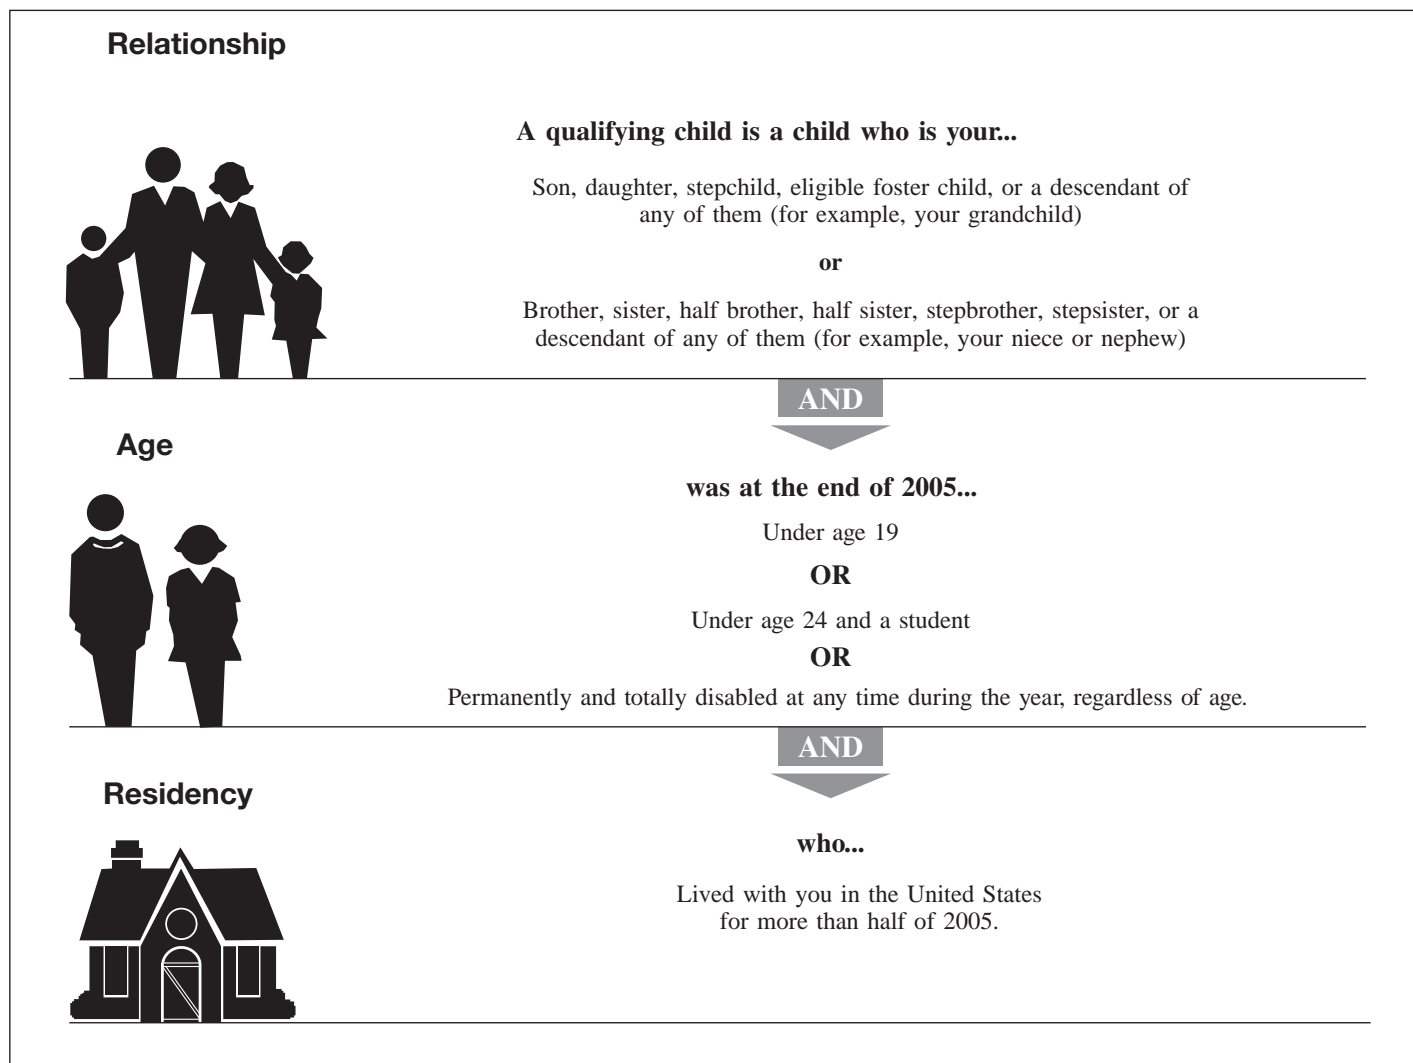 Relationship
A qualifying child is a child who is your...
Son, daughter, stepchild, eligible foster child, or a descendant of
any of them (for example, your grandchild)
or
Brother, sister, half brother, half sister, stepbrother, stepsister, or a
descendant of any of them (for example, your niece or nephew)
AND
Age
was at the end of 2005...
Under age 19
OR
Under age 24 and a student
OR
Permanently and totally disabled at any time during the year, regardless of age.
AND
Residency
who...
Lived with you in the United States
for more than half of 2005.